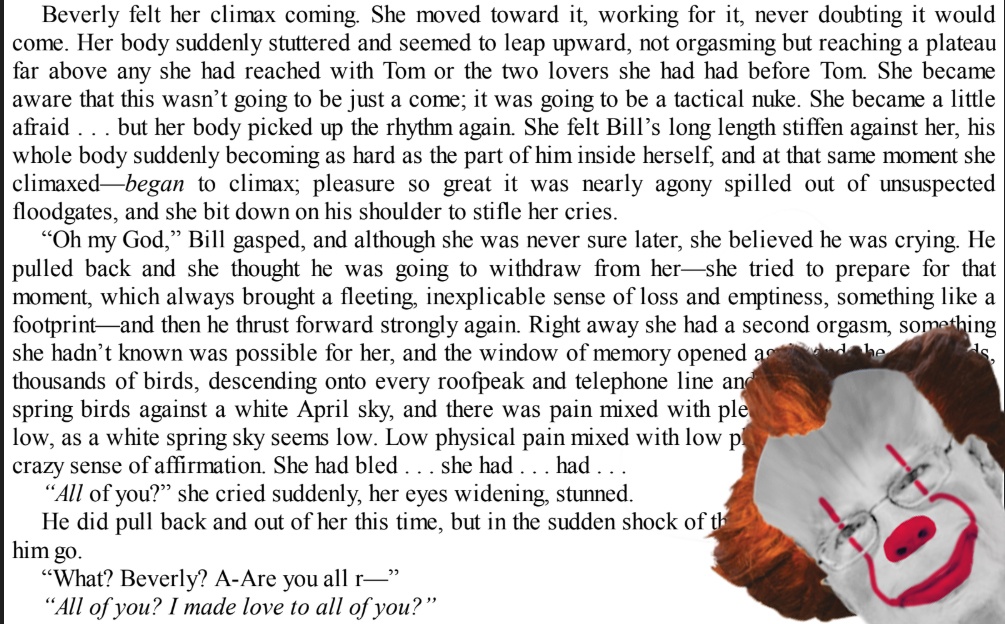 Beverly felt her climax coming. She moved toward it, working for it, never doubting it would
come. Her body suddenly stuttered and seemed to leap upward, not orgasming but reaching a plateau
far above any she had reached with Tom or the two lovers she had had before Tom. She became
aware that this wasn’t going to be just a come; it was going to be a tactical nuke. She became a little
afraid . . . but her body picked up the rhythm again. She felt Bill’s long length stiffen against her, his
whole body suddenly becoming as hard as the part of him inside herself, and at that same moment she
climaxed—began to climax; pleasure so great it was nearly agony spilled out of unsuspected
floodgates, and she bit down on his shoulder to stifle her cries.
“Oh my God,” Bill gasped, and although she was never sure later, she believed he was crying. He
pulled back and she thought he was going to withdraw from her—she tried to prepare for that
moment, which always brought a fleeting, inexplicable sense of loss and emptiness, something like a
footprint—and then he thrust forward strongly again. Right away she had a second orgasm, something
she hadn’t known was possible for her, and the window of memory opened
thousands of birds, descending onto every roofpeak and telephone line
spring birds against a white April sky, and there was pain mixed with
low, as a white spring sky seems low. Low physical pain mixed with low
crazy sense of affirmation. She had bled . . . she had . . . had . . .
“All of you?” she cried suddenly, her eyes widening, stunned.
He did pull back and out of her this time, but in the sudden shock of
him go.
“What? Beverly? A-Are you all r—”
“All of you? I made love to all of you?”